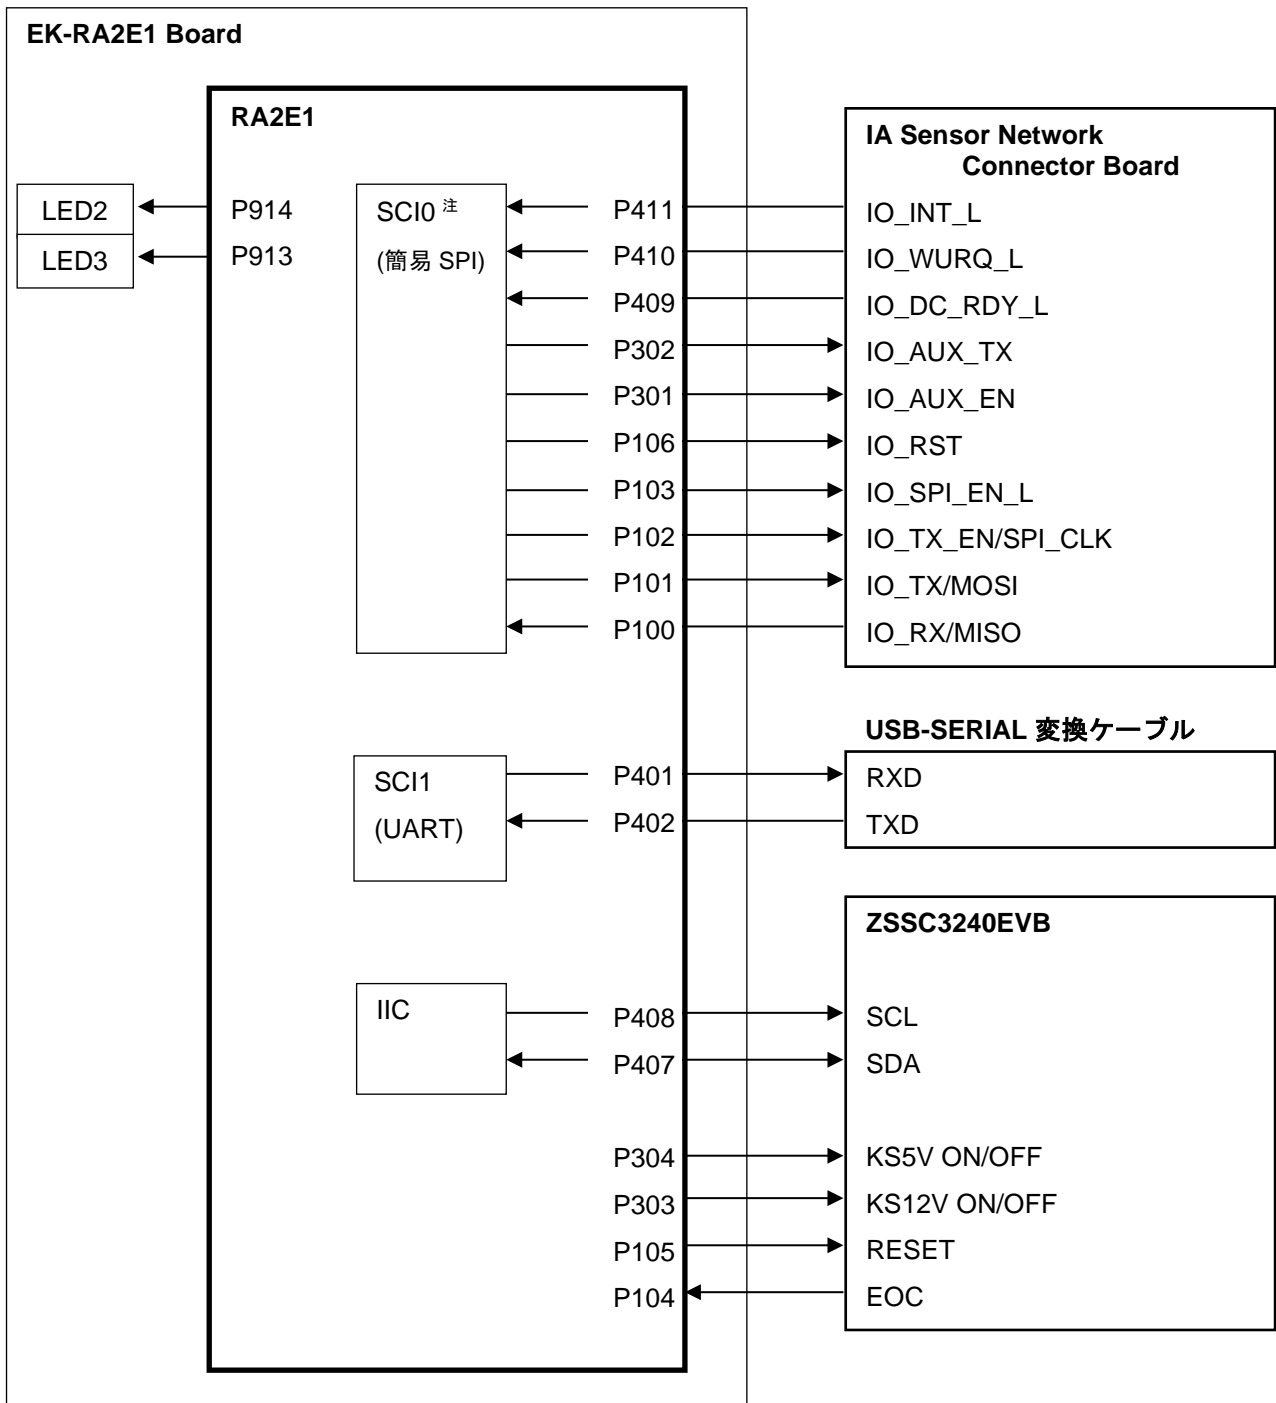 EK-RA2E1 Board
RA2E1
IA Sensor Network
Connector Board
LED2
P914
SCI0 注
P411
IO_INT_L
LED3
P913
(簡易 SPI)
P410
IO_WURQ_L
P409
IO_DC_RDY_L
P302
IO_AUX_TX
P301
IO_AUX_EN
P106
IO_RST
P103
IO_SPI_EN_L
P102
IO_TX_EN/SPI_CLK
P101
IO_TX/MOSI
P100
IO_RX/MISO
USB-SERIAL 変換ケーブル
SCI1
P401
RXD
(UART)
P402
TXD
ZSSC3240EVB
IIC
P408
SCL
P407
SDA
P304
KS5V ON/OFF
P303
KS12V ON/OFF
P105
RESET
P104
EOC